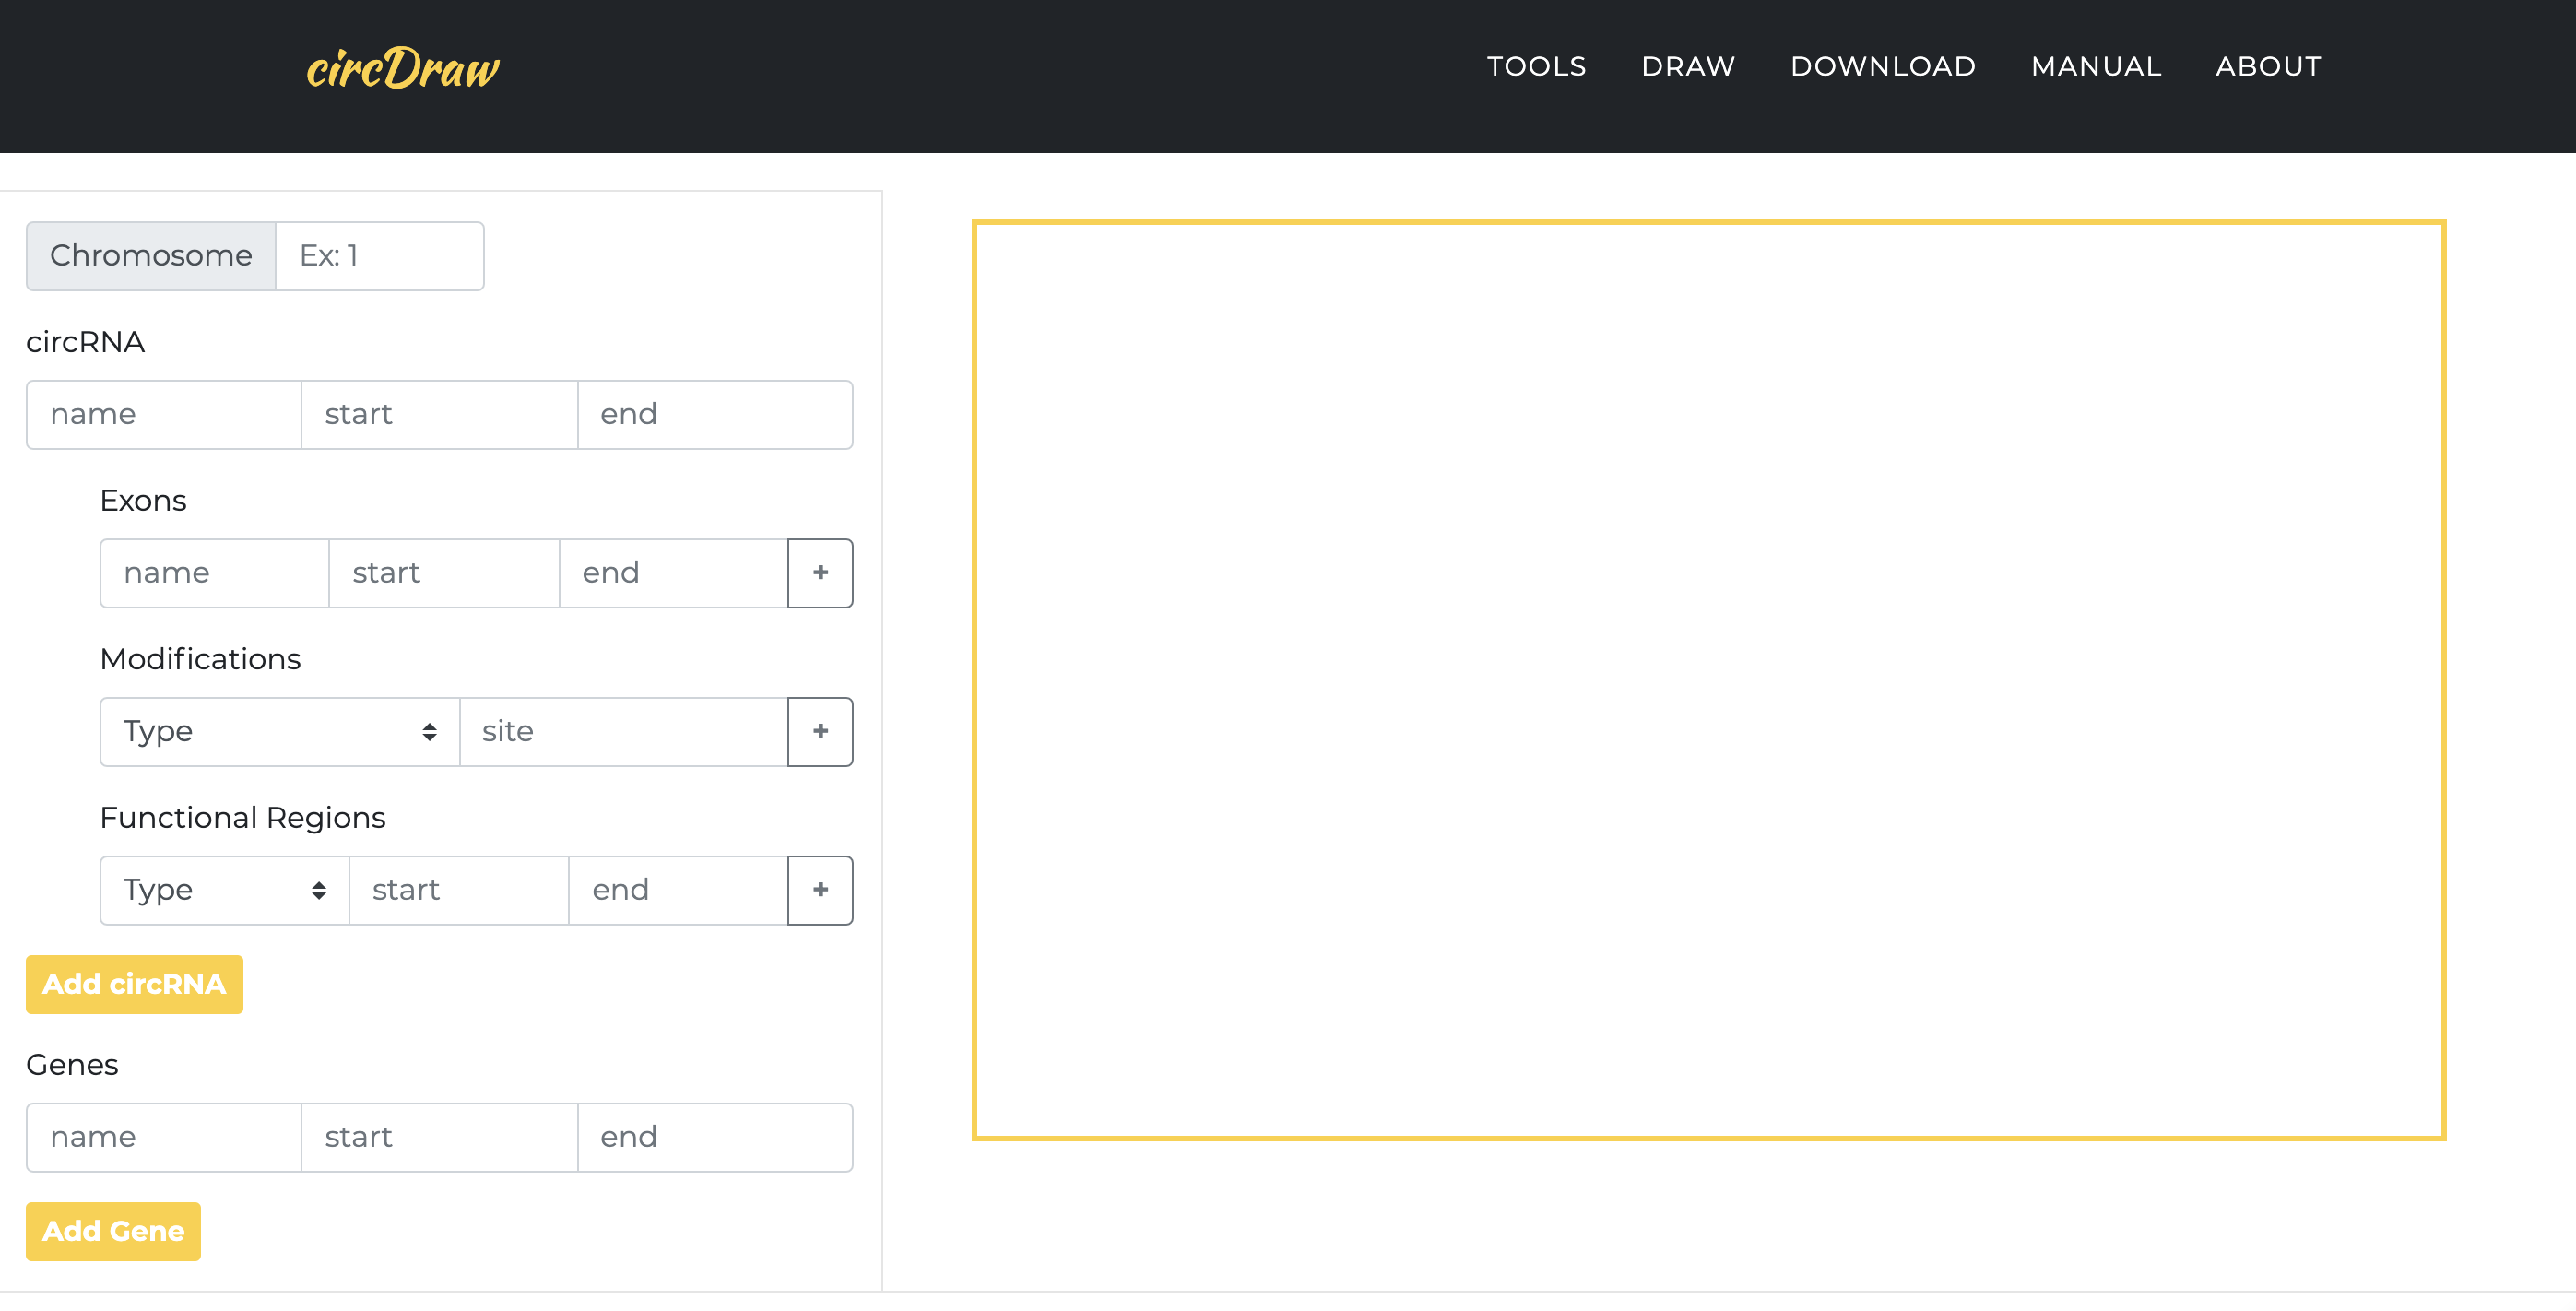 circDraw TOOLS DRAW DOWNLOAD MANUAL ABOUT
Chromosome Ex: 1
circRNA
name start end
Exons
name start end +
Modifications
Type site +
Functional Regions
Type start end +
Add circRNA
Genes
name start end
Add Gene